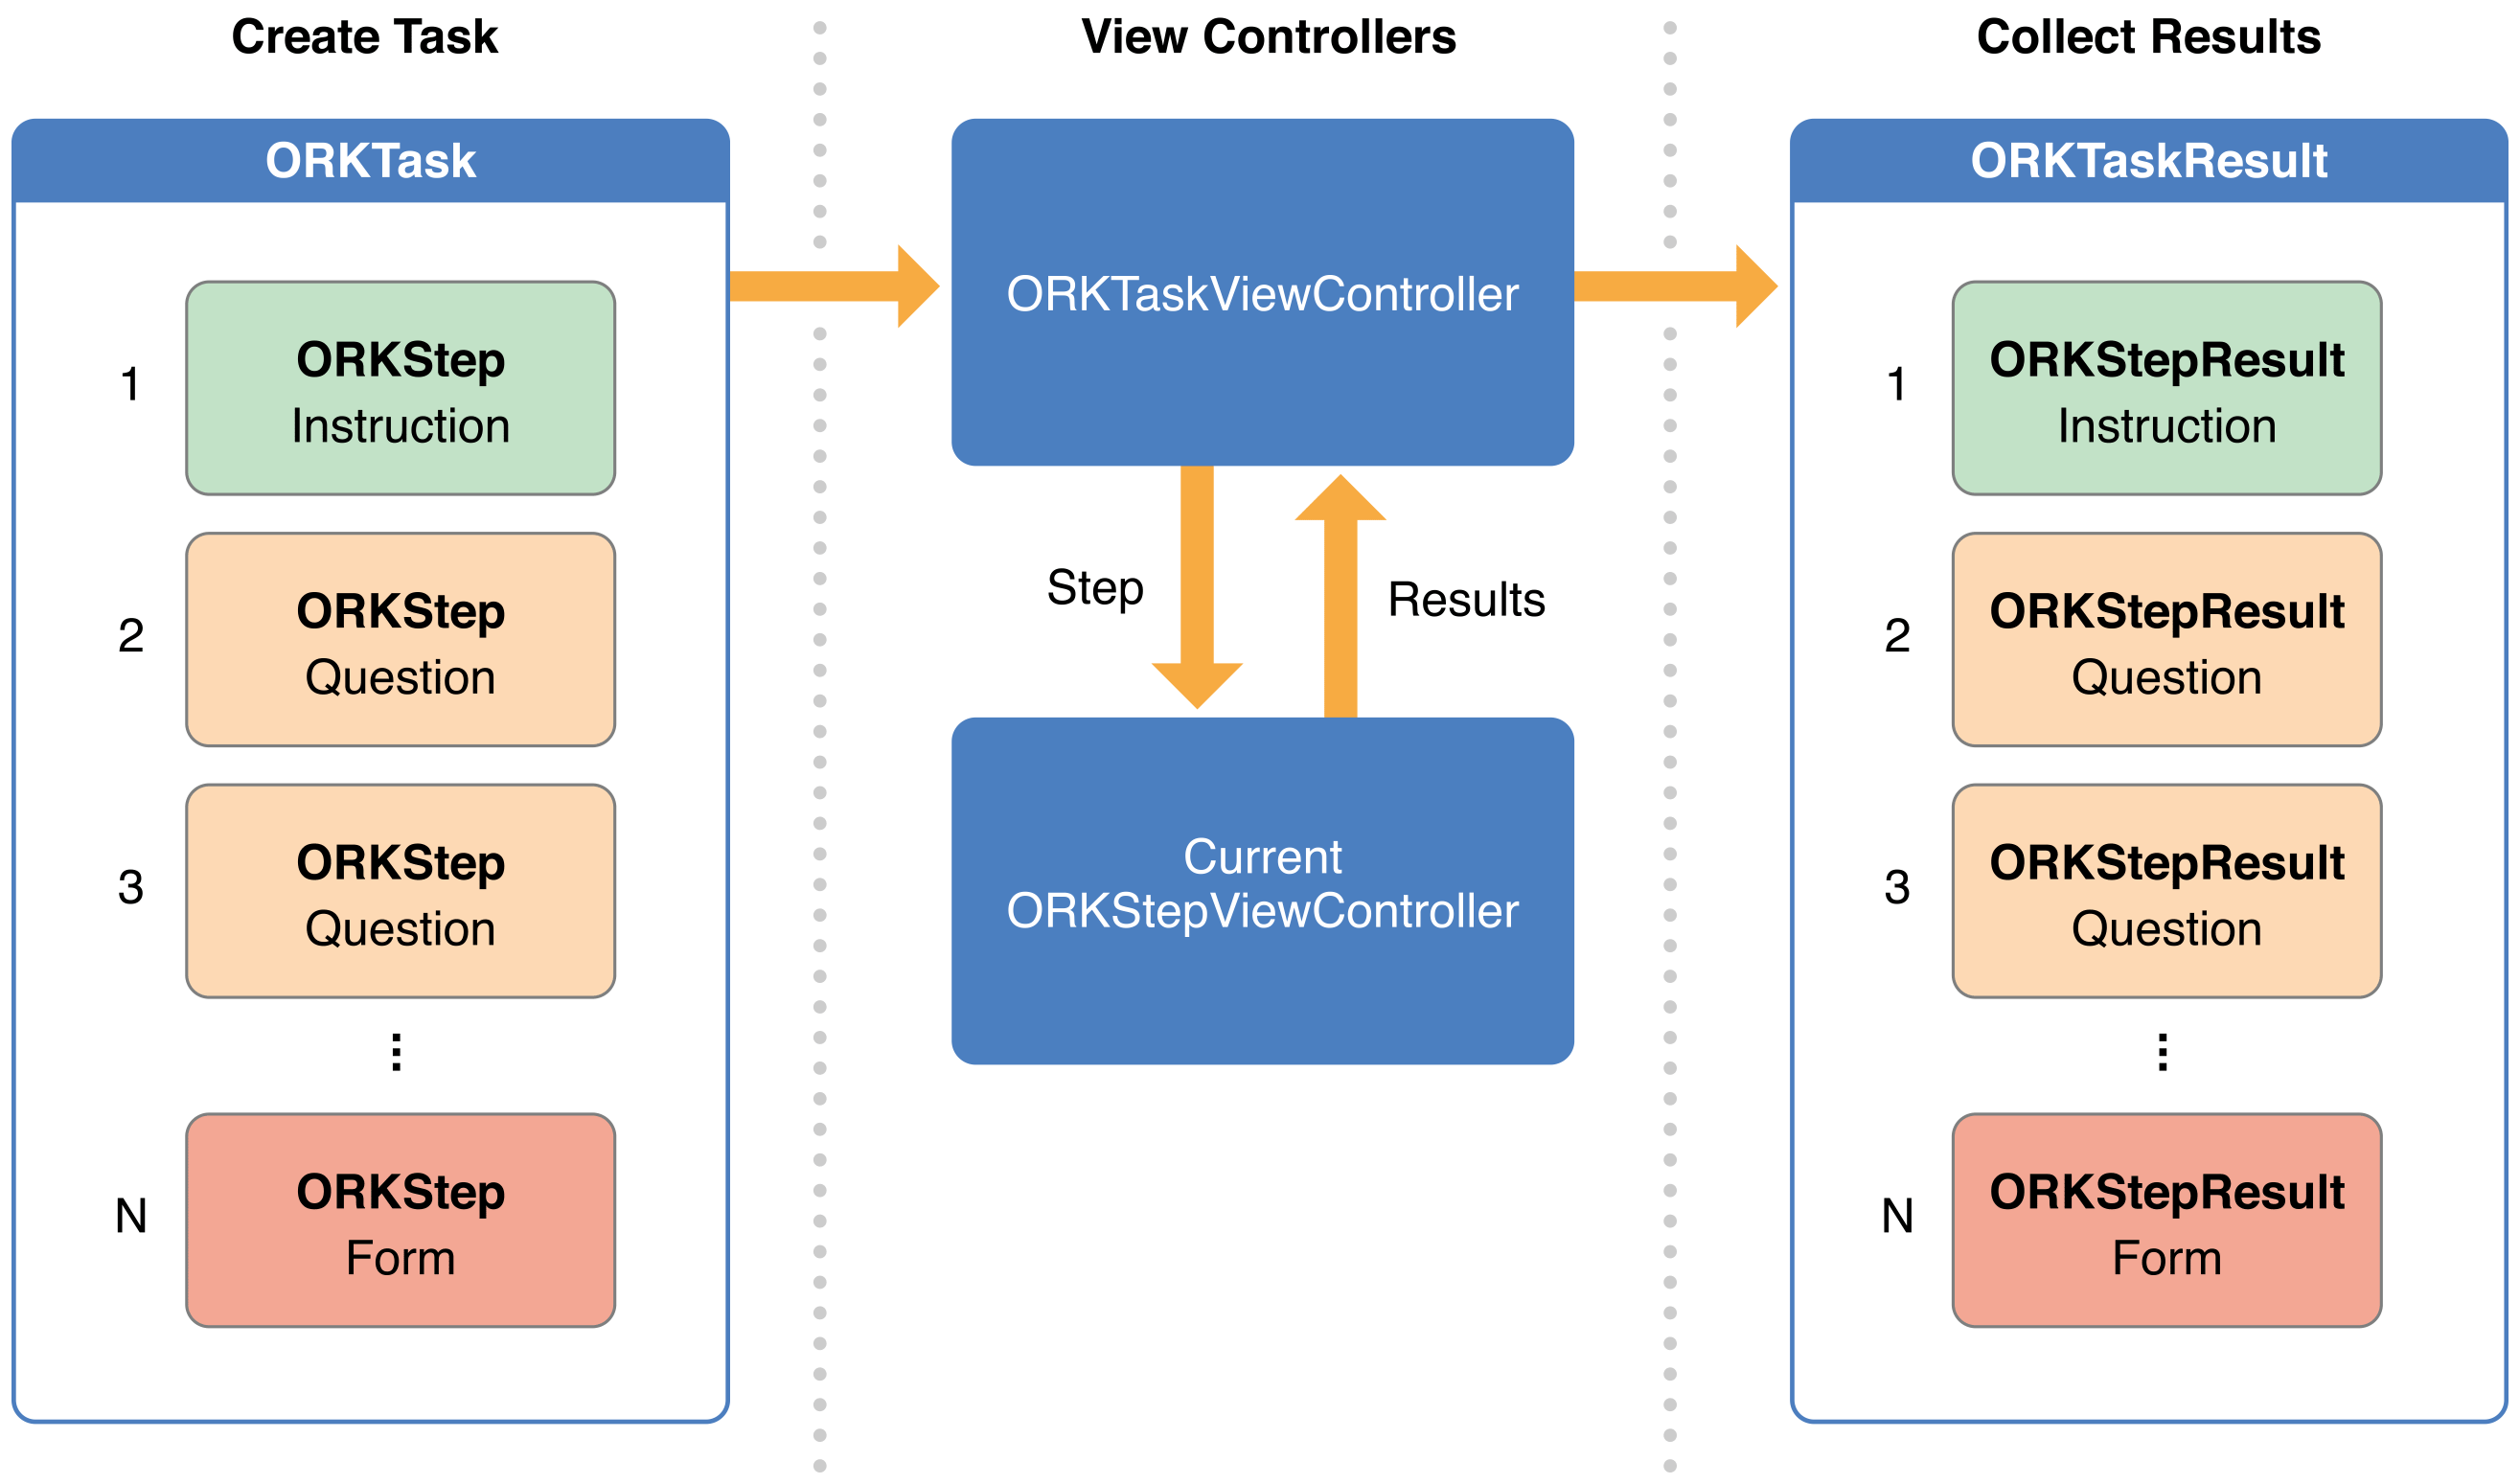 Create Task
ORKTask
1
ORKStep
Instruction
2
ORKStep
Question
3
ORKStep
Question
N
ORKStep
Form
View Controllers
ORKTaskViewController
Step
Results
Current
ORKStepViewController
Collect Results
ORKTaskResult
1
ORKStepResult
Instruction
2
ORKStepResult
Question
3
ORKStepResult
Question
N
ORKStepResult
Form